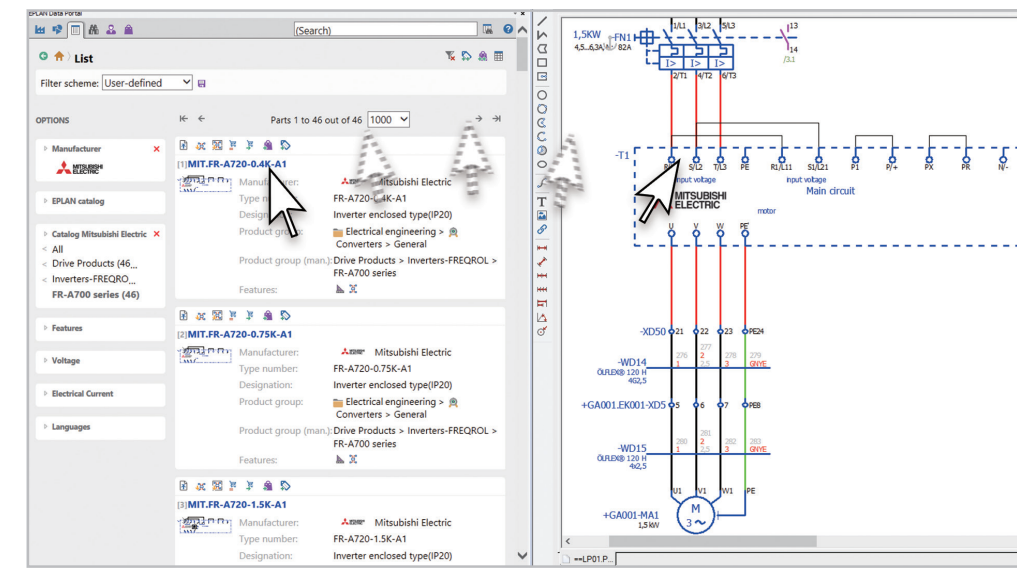 EPLAN Data Portal
(Search)
List
Filter scheme: User-defined
OPTIONS
Parts 1 to 46 out of 46 1000
Manufacturer
MITSUBISHI
ELECTRIC
EPLAN catalog
Catalog Mitsubishi Electric
< All
< Drive Products (46...
< Inverters-FREQRO...
FR-A700 series (46)
Features
Voltage
Electrical Current
Languages
[1]MIT.FR-A720-0.4K-A1
Manufacturer: Mitsubishi Electric
FR-A720-0.4K-A1
Inverter enclosed type(IP20)
Electrical engineering >
Converters > General
Product group (man.): Drive Products > Inverters-FREQROL >
FR-A700 series
Features:
[2]MIT.FR-A720-0.75K-A1
Manufacturer: Mitsubishi Electric
Type number: FR-A720-0.75K-A1
Designation: Inverter enclosed type(IP20)
Product group: Electrical engineering >
Converters > General
Product group (man.): Drive Products > Inverters-FREQROL >
FR-A700 series
Features:
[3]MIT.FR-A720-1.5K-A1
Manufacturer: Mitsubishi Electric
Type number: FR-A720-1.5K-A1
Designation: Inverter enclosed type(IP20)
1/L1 3/L2 5/L3
13
1,5KW -FN1
14
/3.1
I> I> I>
2/T1 4/T2 6/T3
-T1
S/L2 T/L3 PE R1/L11 S1/L21 P1 P/+ PX PR N/-
input voltage input voltage
Main circuit
MITSUBISHI
ELECTRIC
motor
U V W PE
-XD50 21 22 23 PE24
276 277 278 279
-WD14 1 2 3 GNYE
ÖLFLEX® 120 H 2,5
4G2,5
+GA001.EK001-XD5 5 6 7 PE8
280 281 282 283
-WD15 1 2 3 GNYE
ÖLFLEX® 120 H 2,5
4x2,5
U1 V1 W1 PE
+GA001-MA1 M
1,5 kW 3 ~
==LP01.P...